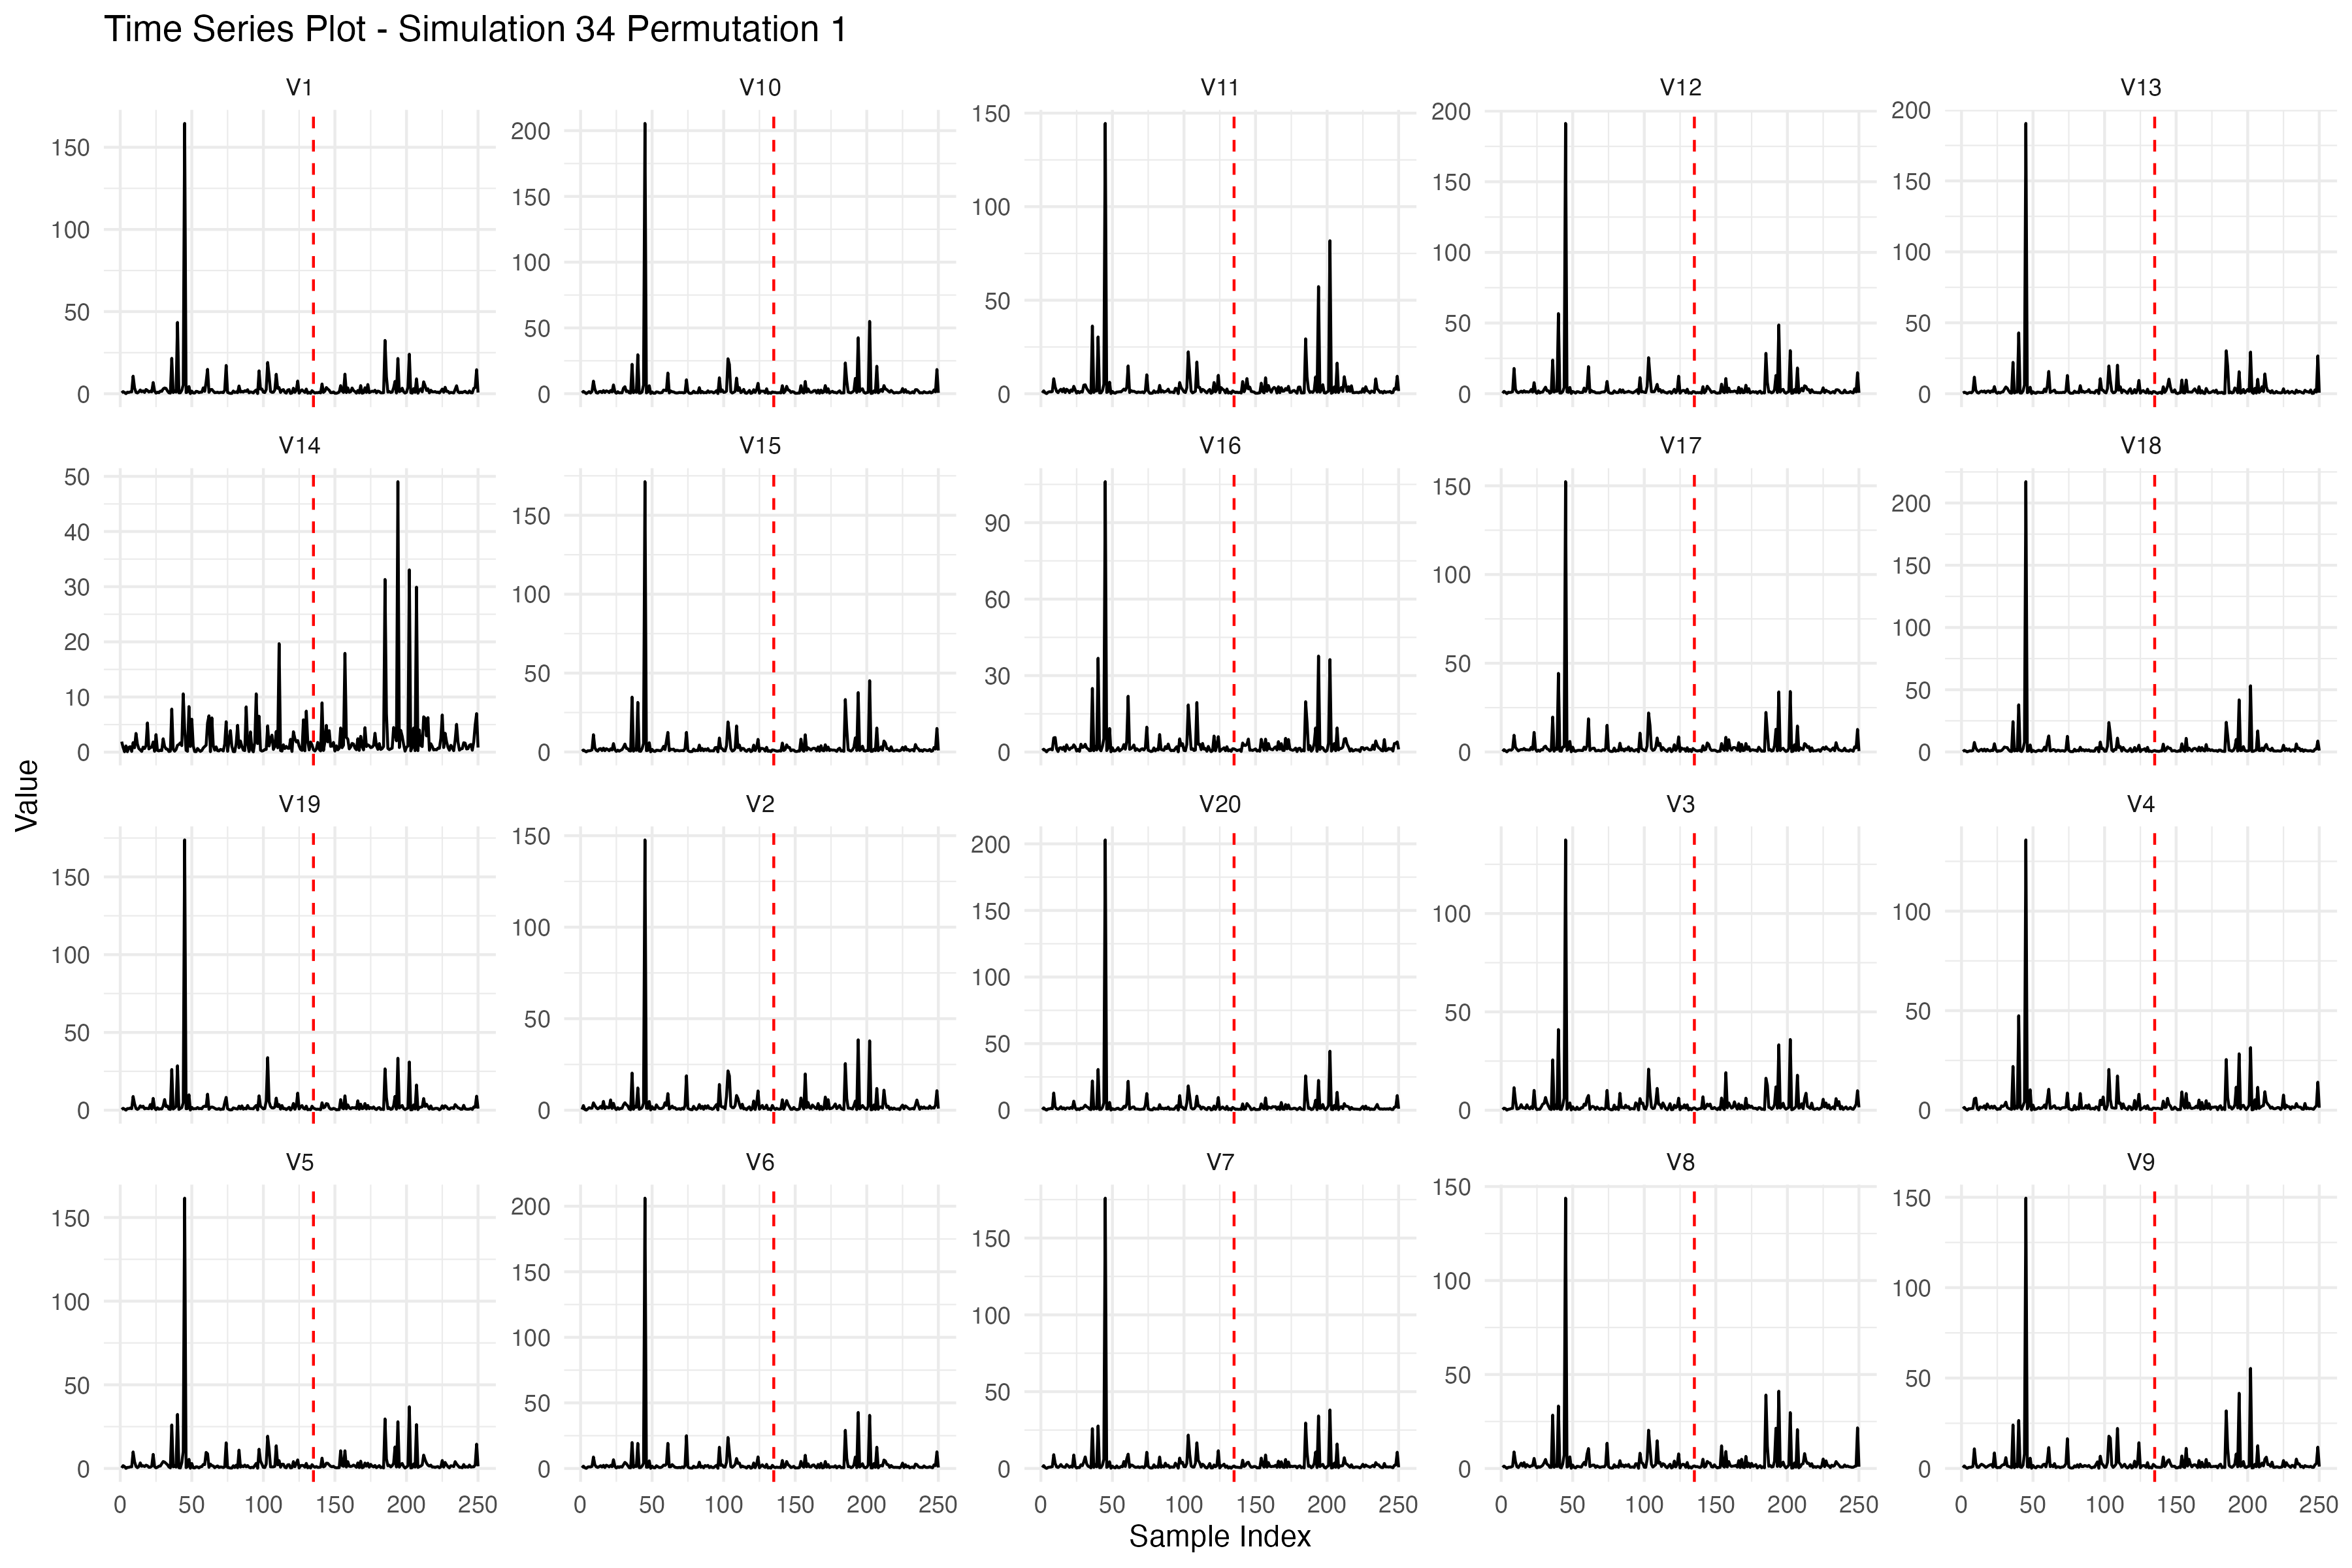 Time Series Plot - Simulation 34 Permutation 1
V1 V10 V11 V12 V13
150 100 50 0
200 150 100 50 0
150 100 50 0
200 150 100 50 0
200 150 100 50 0
V14 V15 V16 V17 V18
50 40 30 20 10 0
150 100 50 0
90 60 30 0
150 100 50 0
200 150 100 50 0
Value
V19 V2 V20 V3 V4
150 100 50 0
150 100 50 0
200 150 100 50 0
100 50 0
100 50 0
V5 V6 V7 V8 V9
150 100 50 0
200 150 100 50 0
150 100 50 0
150 100 50 0
150 100 50 0
0 50 100 150 200 250 0 50 100 150 200 250 0 50 100 150 200 250 0 50 100 150 200 250 0 50 100 150 200 250
Sample Index